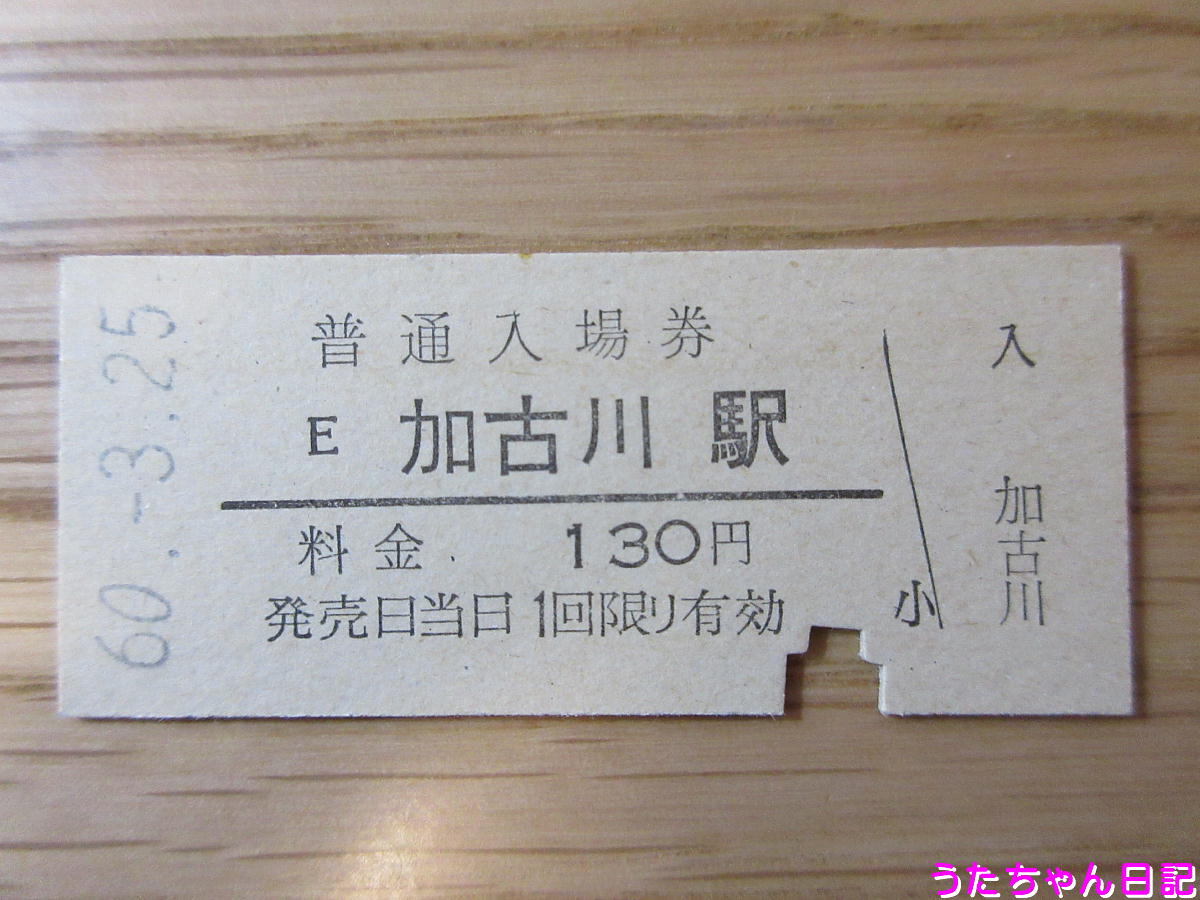 60.-3.25
普通入場券
E 加古川駅
料金. 130円
発売日当日1回限り有効
小
入
加古川
うたちゃん日記